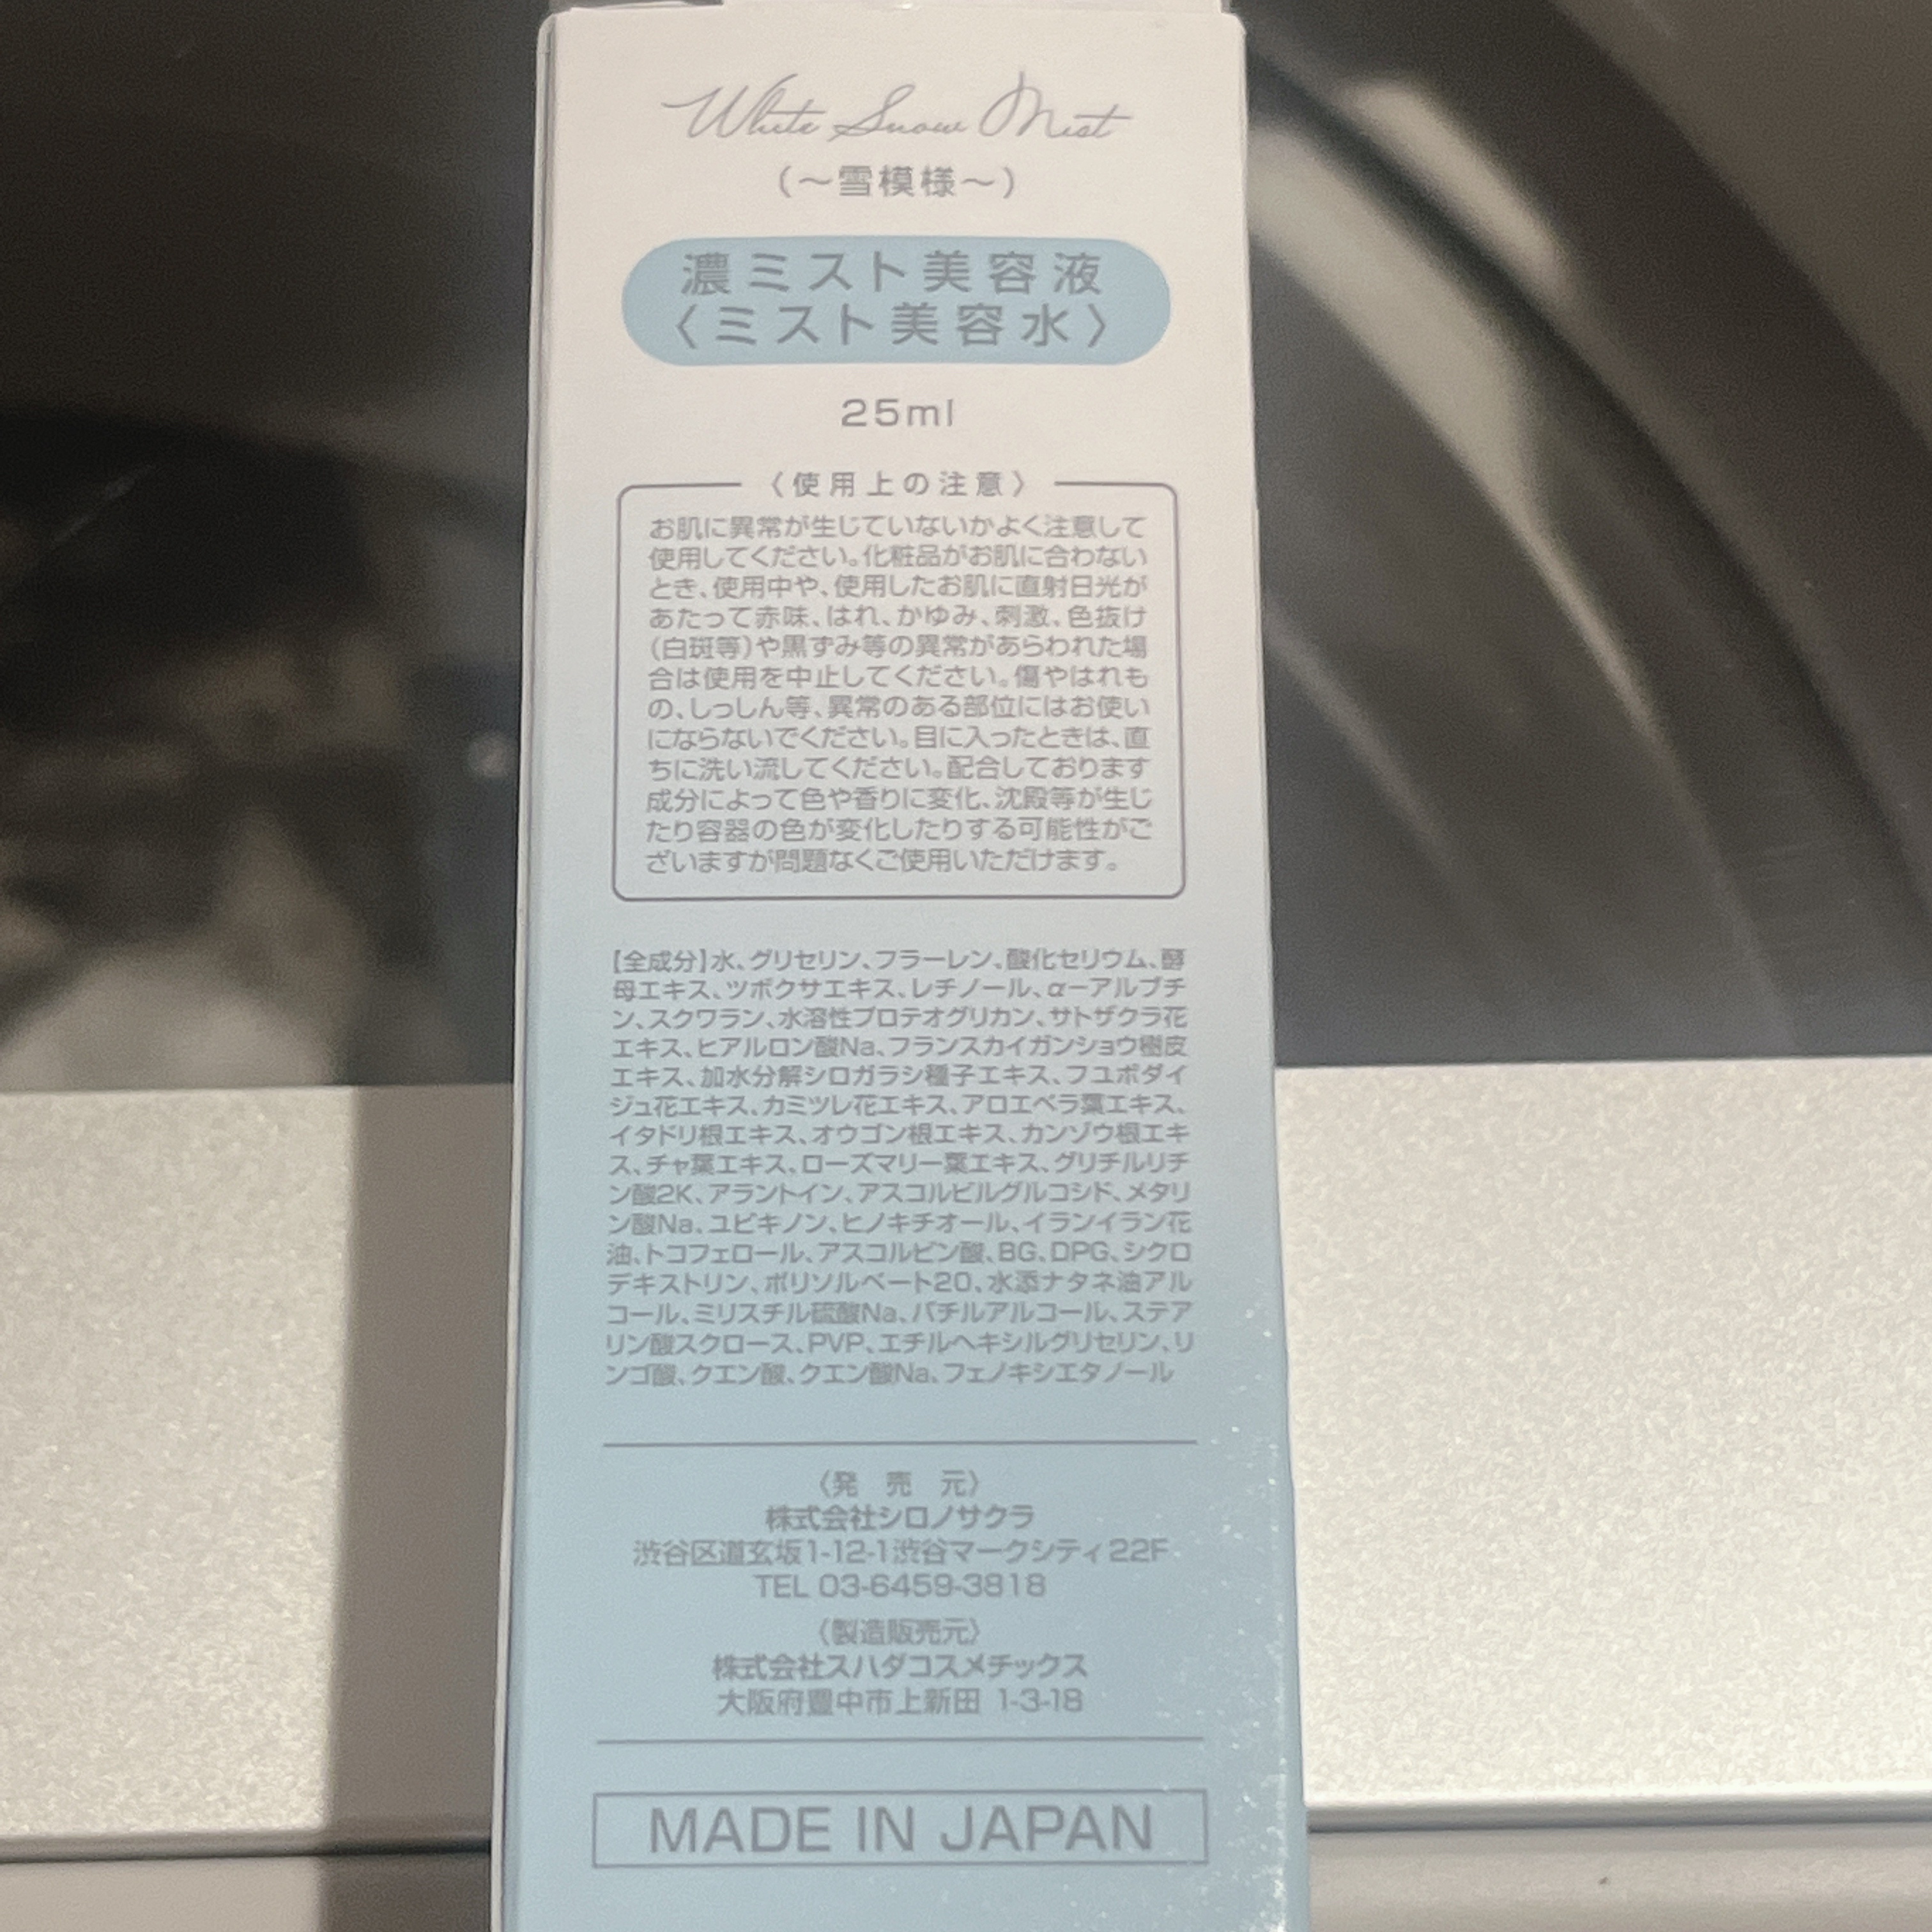 White Snow Mist
(〜雪模様〜)
濃ミスト美容液
〈ミスト美容水〉
25ml
〈使用上の注意〉
お肌に異常が生じていないかよく注意して
使用してください。化粧品がお肌に合わない
とき、使用中や、使用したお肌に直射日光が
あたって赤味、はれ、かゆみ、刺激、色抜け
(白斑等)や黒ずみ等の異常があらわれた場
合は使用を中止してください。傷やはれも
の、しっしん等、異常のある部位にはお使い
にならないでください。目に入ったときは、直
ちに洗い流してください。配合しております
成分によって色や香りに変化、沈殿等が生じ
たり容器の色が変化したりする可能性がご
ざいますが問題なくご使用いただけます。
【全成分】水、グリセリン、フラーレン、酸化セリウム、酵
母エキス、ツボクサエキス、レチノール、α−アルブチ
ン、スクワラン、水溶性プロテオグリカン、サトザクラ花
エキス、ヒアルロン酸Na、フランスカイガンショウ樹皮
エキス、加水分解シロガラシ種子エキス、フユボダイ
ジュ花エキス、カミツレ花エキス、アロエベラ葉エキス、
イタドリ根エキス、オウゴン根エキス、カンゾウ根エキ
ス、チャ葉エキス、ローズマリー葉エキス、グリチルリチ
ン酸2K、アラントイン、アスコルビルグルコシド、メタリ
ン酸Na、ユビキノン、ヒノキチオール、イランイラン花
油、トコフェロール、アスコルビン酸、BG、DPG、シクロ
デキストリン、ポリソルベート20、水添ナタネ油アル
コール、ミリスチル硫酸Na、バチルアルコール、ステア
リン酸スクロース、PVP、エチルヘキシルグリセリン、リ
ンゴ酸、クエン酸、クエン酸Na、フェノキシエタノール
〈発 売 元〉
株式会社シロノサクラ
渋谷区道玄坂1-12-1渋谷マークシティ22F
TEL 03-6459-3818
〈製造販売元〉
株式会社スハダコスメチックス
大阪府豊中市上新田 1-3-18
MADE IN JAPAN